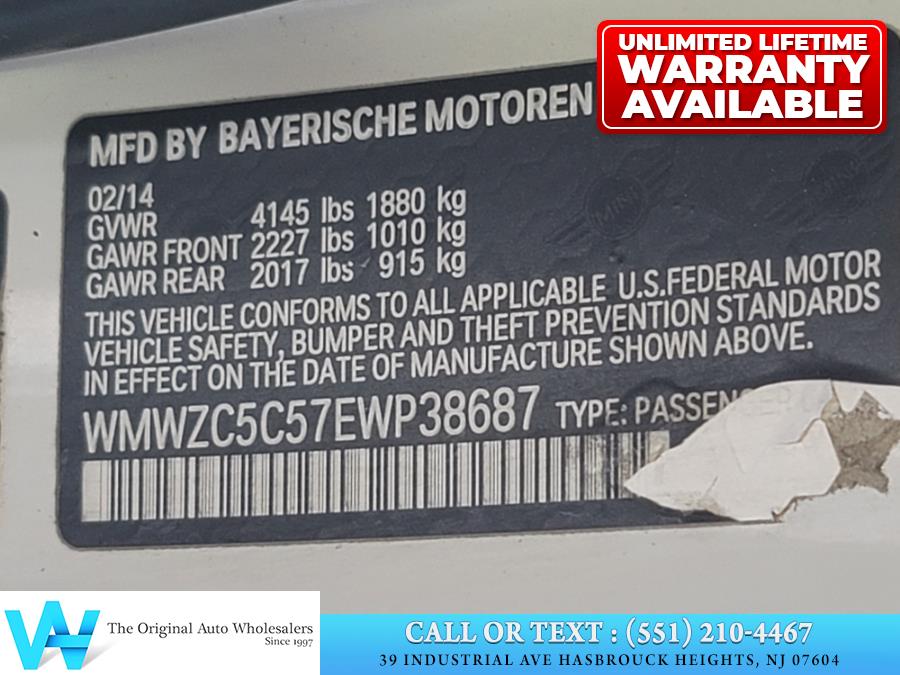 UNLIMITED LIFETIME
WARRANTY
AVAILABLE
MFD BY BAYERISCHE MOTOREN
02/14
GVWR 4145 lbs 1880 kg
GAWR FRONT 2227 lbs 1010 kg
GAWR REAR 2017 lbs 915 kg
MINI
THIS VEHICLE CONFORMS TO ALL APPLICABLE U.S.FEDERAL MOTOR
VEHICLE SAFETY, BUMPER AND THEFT PREVENTION STANDARDS
IN EFFECT ON THE DATE OF MANUFACTURE SHOWN ABOVE.
WMWZC5C57EWP38687 TYPE: PASSENGER
The Original Auto Wholesalers
Since 1997
CALL OR TEXT : (551) 210-4467
39 INDUSTRIAL AVE HASBROUCK HEIGHTS, NJ 07604